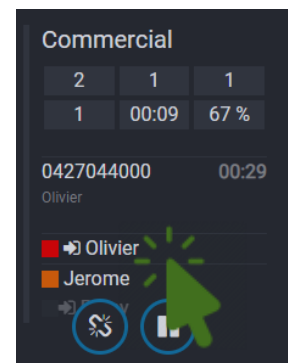 Commercial
2 1 1
1 00:09 67 %
0427044000 00:29
Olivier
Olivier
Jerome